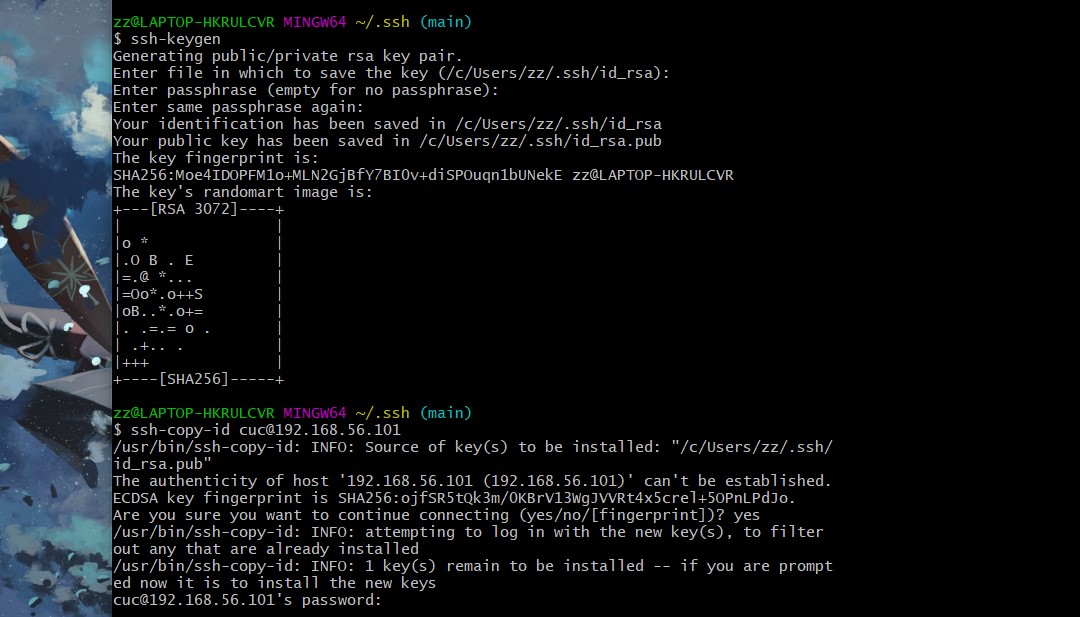 zz@LAPTOP-HKRULCVR MINGW64 ~/.ssh (main)
$ ssh-keygen
Generating public/private rsa key pair.
Enter file in which to save the key (/c/Users/zz/.ssh/id_rsa):
Enter passphrase (empty for no passphrase):
Enter same passphrase again:
Your identification has been saved in /c/Users/zz/.ssh/id_rsa
Your public key has been saved in /c/Users/zz/.ssh/id_rsa.pub
The key fingerprint is:
SHA256:Moe4IDOPFM1o+MLN2GjBfY7BI0v+diSPOuqn1bUNekE zz@LAPTOP-HKRULCVR
The key's randomart image is:
+---[RSA 3072]----+
|                 |
|o *              |
|.O B . E         |
|=.@ *...         |
|=Oo*.o++S        |
|oB..*.o+=        |
|. .=.= o .       |
| .+.. .          |
|+++              |
+----[SHA256]-----+
zz@LAPTOP-HKRULCVR MINGW64 ~/.ssh (main)
$ ssh-copy-id cuc@192.168.56.101
/usr/bin/ssh-copy-id: INFO: Source of key(s) to be installed: "/c/Users/zz/.ssh/
id_rsa.pub"
The authenticity of host '192.168.56.101 (192.168.56.101)' can't be established.
ECDSA key fingerprint is SHA256:ojfSR5tQk3m/OKBrV13WgJVVRt4x5crel+5OPnLPdJo.
Are you sure you want to continue connecting (yes/no/[fingerprint])? yes
/usr/bin/ssh-copy-id: INFO: attempting to log in with the new key(s), to filter
out any that are already installed
/usr/bin/ssh-copy-id: INFO: 1 key(s) remain to be installed -- if you are prompt
ed now it is to install the new keys
cuc@192.168.56.101's password: